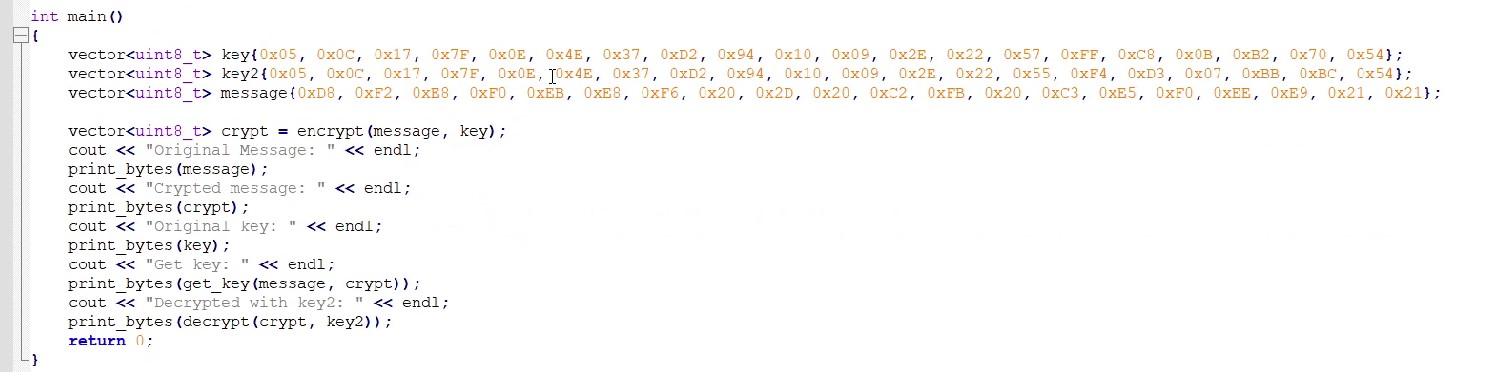 int main()
{
vector<uint8_t> key{0x05, 0x0C, 0x17, 0x7F, 0x0E, 0x4E, 0x37, 0xD2, 0x94, 0x10, 0x09, 0x2E, 0x22, 0x57, 0xFF, 0xC8, 0x0B, 0xB2, 0x70, 0x54};
vector<uint8_t> key2{0x05, 0x0C, 0x17, 0x7F, 0x0E, 0x4E, 0x37, 0xD2, 0x94, 0x10, 0x09, 0x2E, 0x22, 0x55, 0xF4, 0xD3, 0x07, 0xBB, 0xBC, 0x54};
vector<uint8_t> message{0xD8, 0xF2, 0xE8, 0xF0, 0xEB, 0xE8, 0xF6, 0x20, 0x2D, 0x20, 0xC2, 0xFB, 0x20, 0xC3, 0xE5, 0xF0, 0xEE, 0xE9, 0x21, 0x21};
vector<uint8_t> crypt = encrypt(message, key);
cout << "Original Message: " << endl;
print_bytes(message);
cout << "Crypted message: " << endl;
print_bytes(crypt);
cout << "Original key: " << endl;
print_bytes(key);
cout << "Get key: " << endl;
print_bytes(get_key(message, crypt));
cout << "Decrypted with key2: " << endl;
print_bytes(decrypt(crypt, key2));
return 0;
}